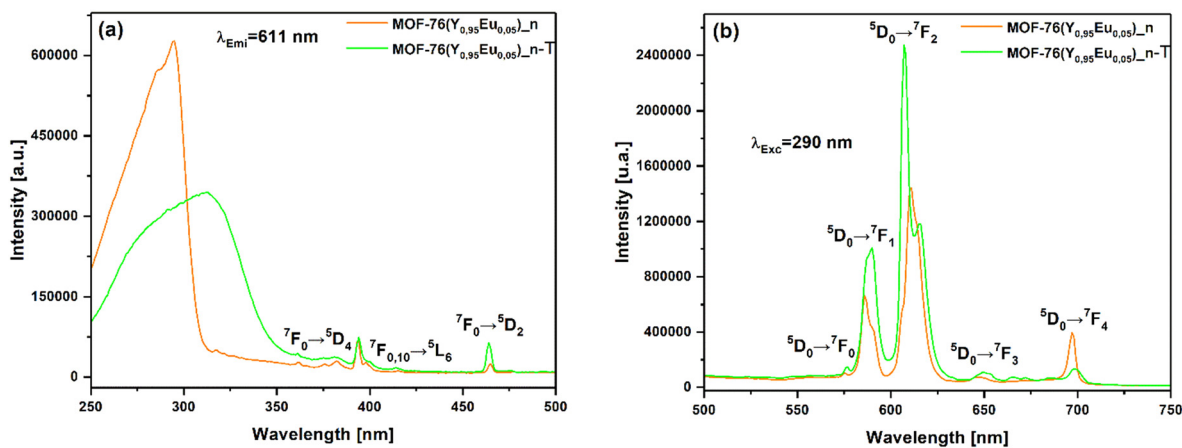 (a)
λEmi=611 nm
MOF-76(Y0,95Eu0,05)_n
MOF-76(Y0,95Eu0,05)_n-T
Intensity [a.u.]
600000
450000
300000
150000
0
7F0→5D4
7F0,10→5L6
7F0→5D2
250
300
350
400
450
500
Wavelength [nm]
(b)
5D0→7F2
MOF-76(Y0,95Eu0,05)_n
MOF-76(Y0,95Eu0,05)_n-T
λExc=290 nm
Intensity [u.a.]
2400000
2000000
1600000
1200000
800000
400000
0
5D0→7F1
5D0→7F0
5D0→7F3
5D0→7F4
500
550
600
650
700
750
Wavelength [nm]